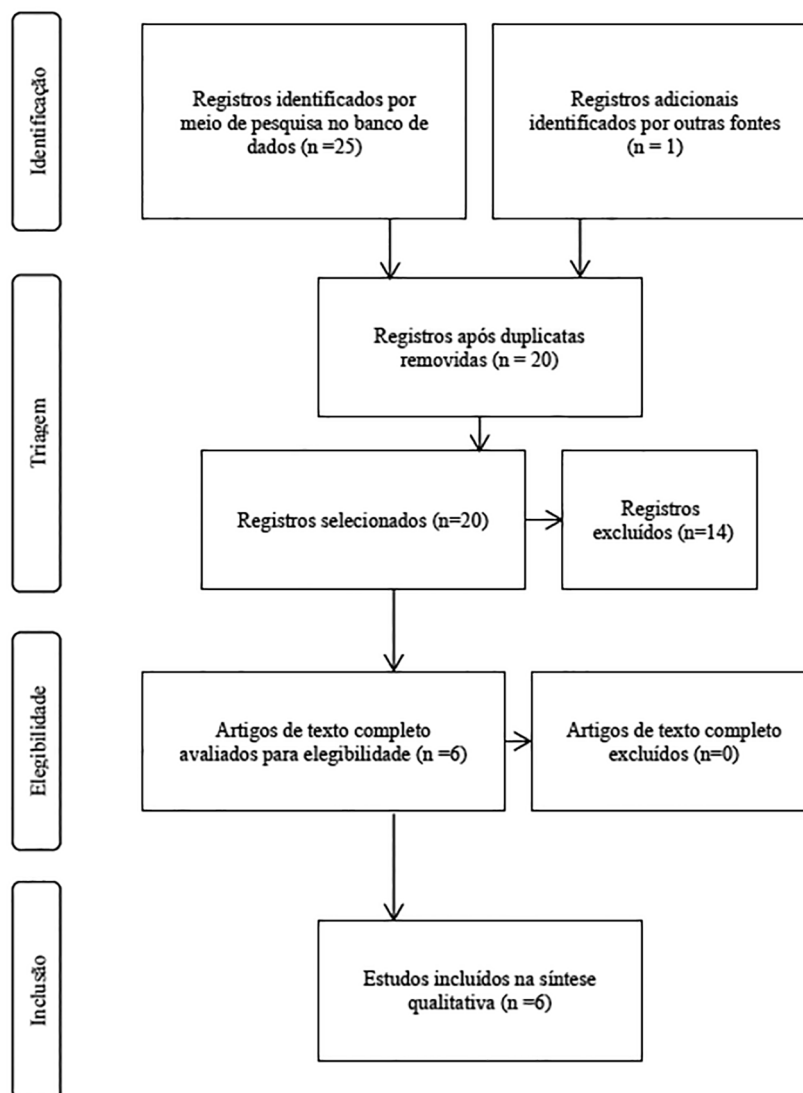 Identificação
Registros identificados por
meio de pesquisa no banco de
dados (n =25)
Registros adicionais
identificados por outras fontes
(n = 1)
Triagem
Registros após duplicatas
removidas (n = 20)
Registros selecionados (n=20)
Registros
excluídos (n=14)
Elegibilidade
Artigos de texto completo
avaliados para elegibilidade (n =6)
Artigos de texto completo
excluídos (n=0)
Inclusão
Estudos incluídos na síntese
qualitativa (n =6)